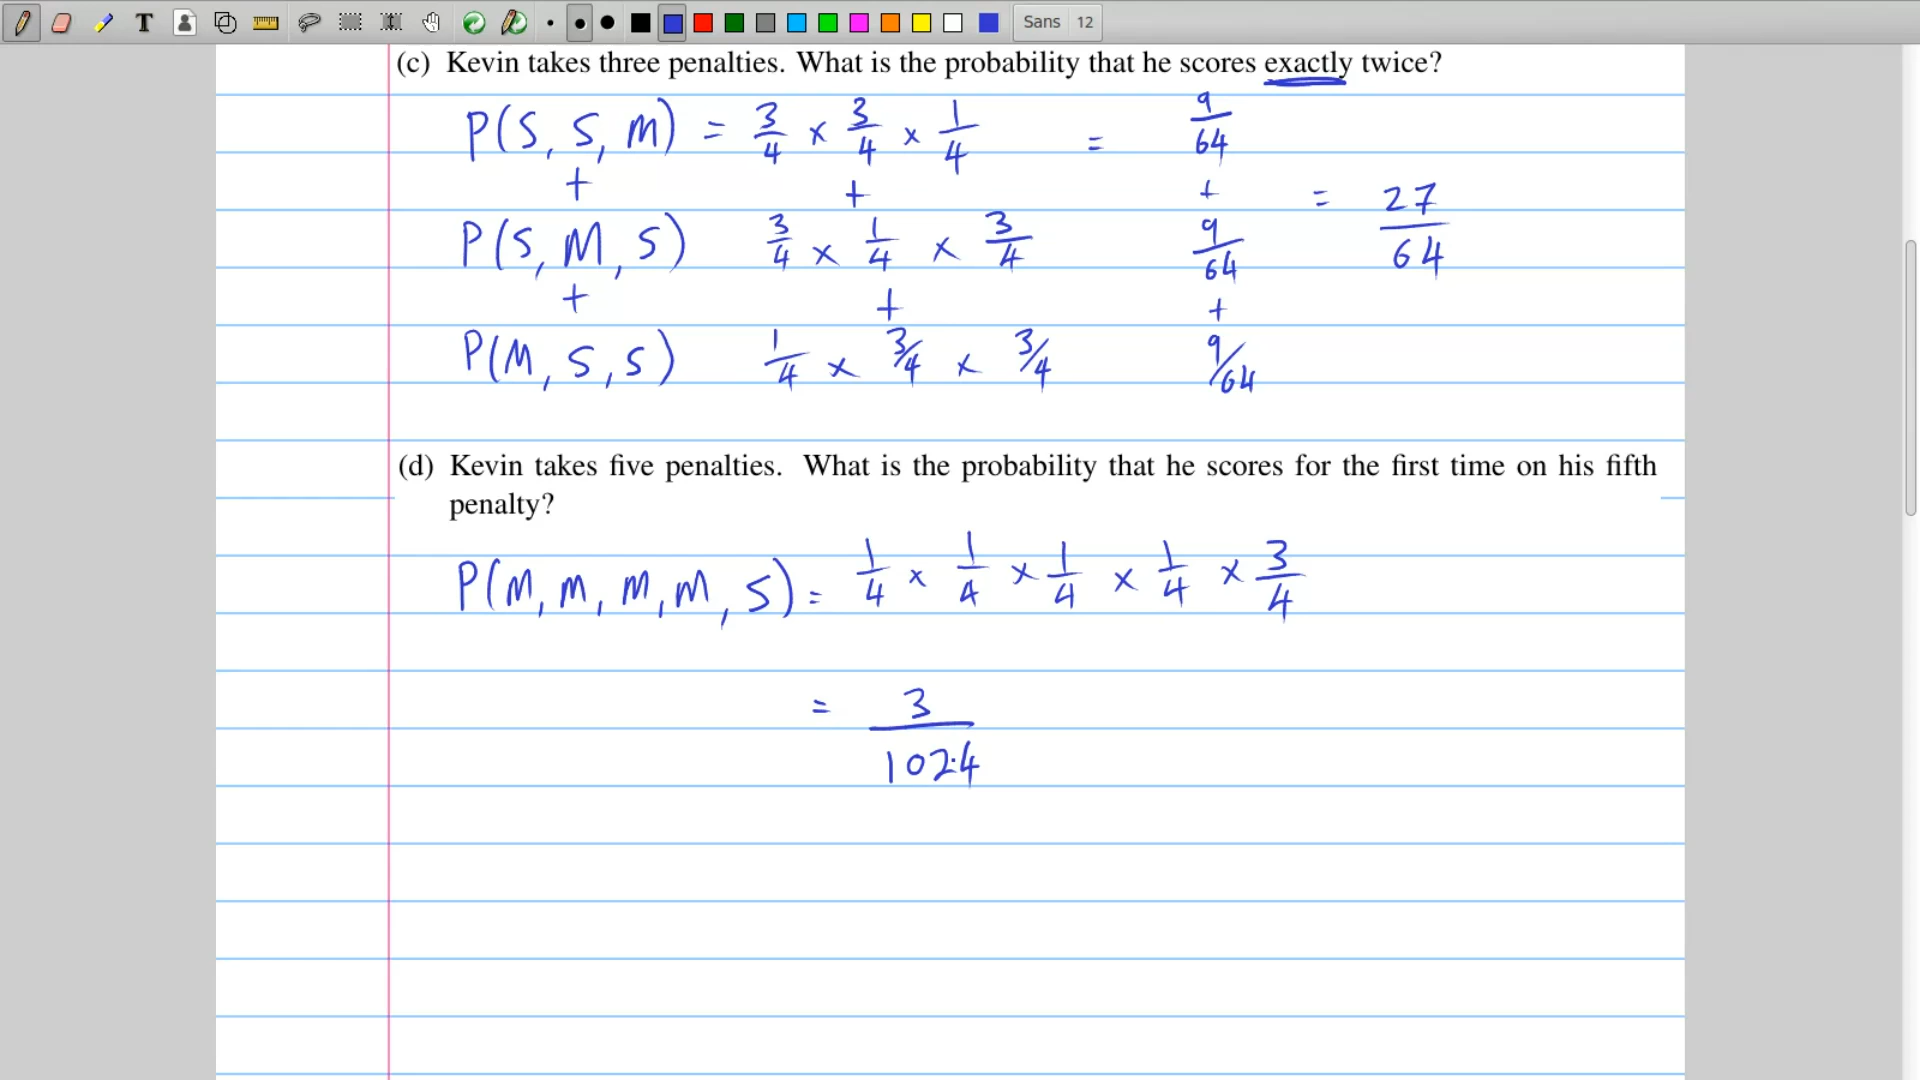 T Sans 12
(c) Kevin takes three penalties. What is the probability that he scores exactly twice?
P(S, S, M) = 3/4 × 3/4 × 1/4 = 9/64
+ + +
P(S, M, S) 3/4 × 1/4 × 3/4 9/64 = 27/64
+ + +
P(M, S, S) 1/4 × 3/4 × 3/4 9/64
(d) Kevin takes five penalties. What is the probability that he scores for the first time on his fifth
penalty?
P(M, M, M, M, S) = 1/4 × 1/4 × 1/4 × 1/4 × 3/4
= 3/1024